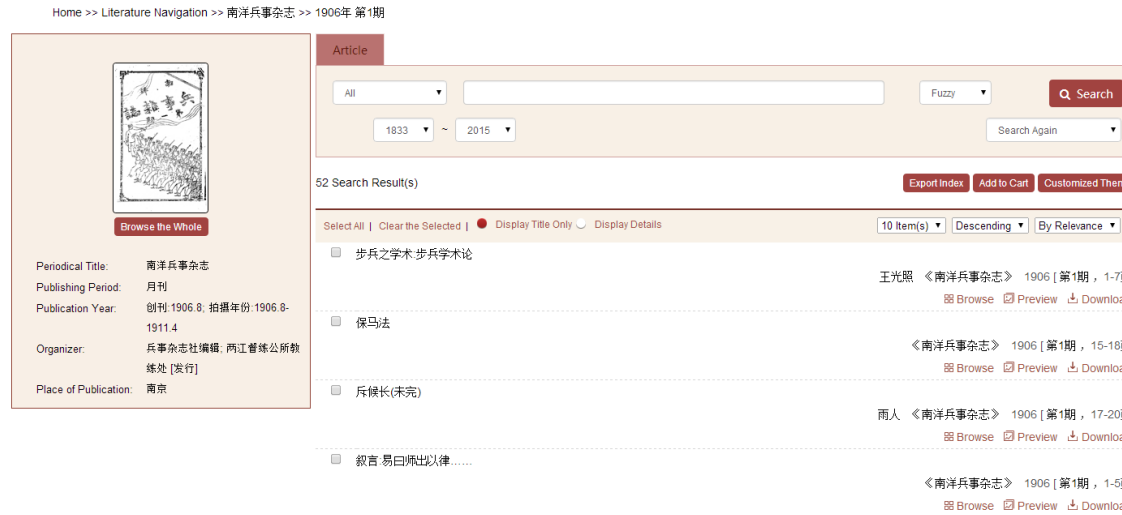 Home >> Literature Navigation >> 南洋兵事杂志 >> 1906年 第1期
兵事雜誌
Browse the Whole
Periodical Title: 南洋兵事杂志
Publishing Period: 月刊
Publication Year: 创刊:1906.8; 拍摄年份:1906.8-
1911.4
Organizer: 兵事杂志社编辑; 两江督练公所教
练处 [发行]
Place of Publication: 南京
Article
All
Fuzzy
Search
1833 ~ 2015
Search Again
52 Search Result(s)
Export Index Add to Cart Customized Them
Select All | Clear the Selected | Display Title Only Display Details
10 Item(s) Descending By Relevance
步兵之学术:步兵学术论
王光照 《南洋兵事杂志》 1906 [ 第1期 , 1-7
Browse Preview Downloa
保马法
《南洋兵事杂志》 1906 [ 第1期 , 15-18
Browse Preview Downloa
斥候长(未完)
雨人 《南洋兵事杂志》 1906 [ 第1期 , 17-20
Browse Preview Downloa
叙言:易曰师出以律……
《南洋兵事杂志》 1906 [ 第1期 , 1-5
Browse Preview Downloa